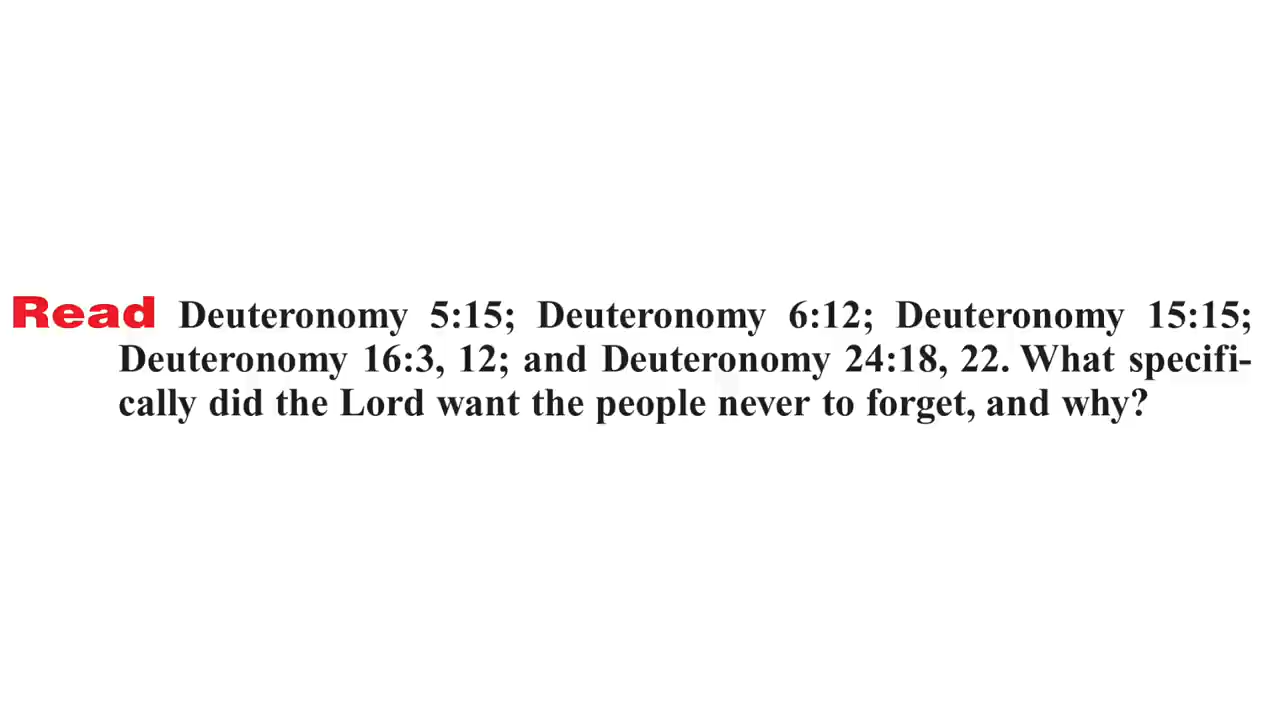 Read Deuteronomy 5:15; Deuteronomy 6:12; Deuteronomy 15:15;
Deuteronomy 16:3, 12; and Deuteronomy 24:18, 22. What specifi-
cally did the Lord want the people never to forget, and why?